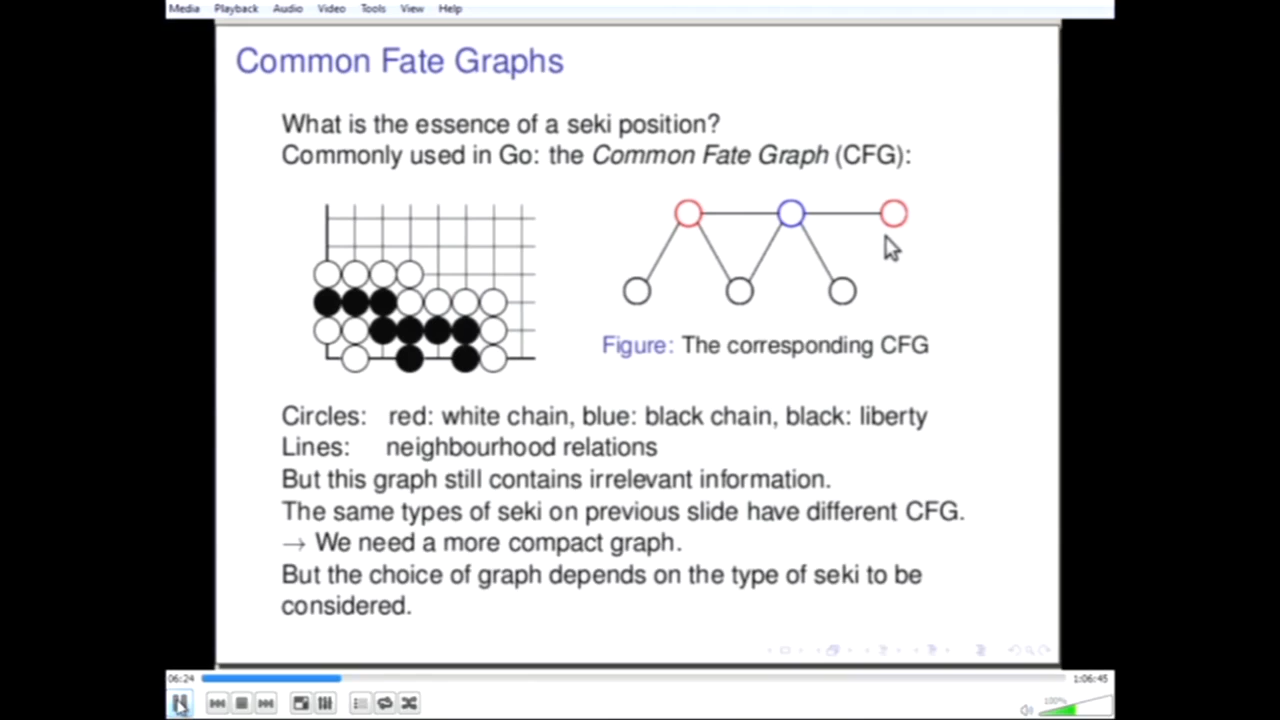 Media Playback Audio Video Tools View Help
Common Fate Graphs
What is the essence of a seki position?
Commonly used in Go: the Common Fate Graph (CFG):
Figure: The corresponding CFG
Circles: red: white chain, blue: black chain, black: liberty
Lines: neighbourhood relations
But this graph still contains irrelevant information.
The same types of seki on previous slide have different CFG.
→ We need a more compact graph.
But the choice of graph depends on the type of seki to be
considered.
06:24 1:06:45
100%